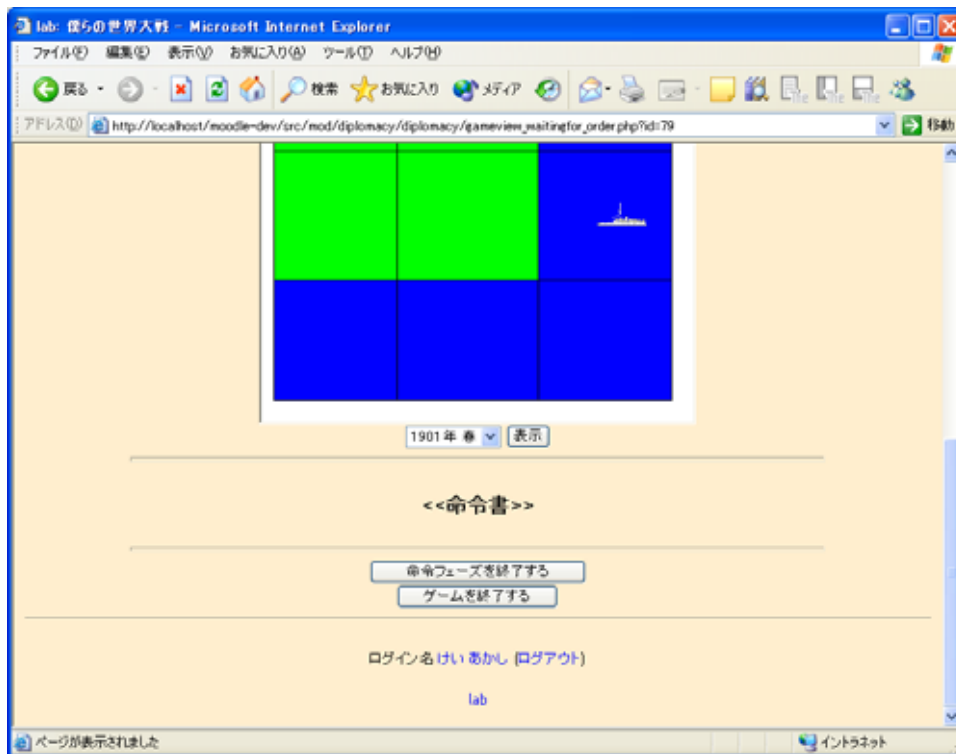 lab: 僕らの世界大戦 - Microsoft Internet Explorer
ファイル(F) 編集(E) 表示(V) お気に入り(A) ツール(T) ヘルプ(H)
戻る 検索 お気に入り メディア
アドレス(D) http://localhost/moodle-dev/src/mod/diplomacy/diplomacy/gameview_waitingfor_order.php?id=79 移動
1901年 春 表示
<<命令書>>
命令フェーズを終了する
ゲームを終了する
ログイン名 けい あかし (ログアウト)
lab
ページが表示されました イントラネット